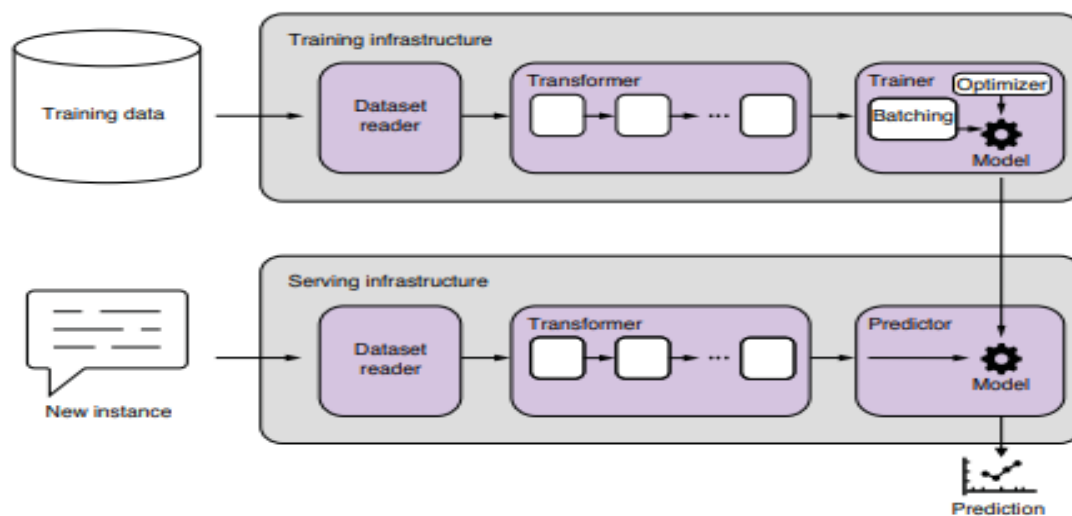 Training infrastructure
Training data
Dataset
reader
Transformer
...
Trainer
Optimizer
Batching
Model
Serving infrastructure
New instance
Dataset
reader
Transformer
...
Predictor
Model
Prediction